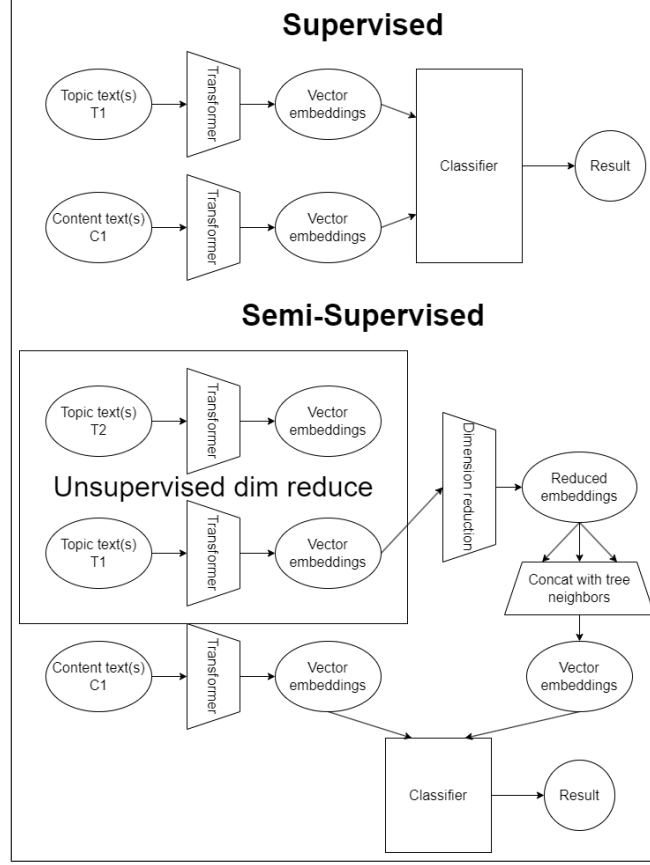 Supervised
Topic text(s)
T1
Transformer
Vector
embeddings
Classifier
Result
Content text(s)
C1
Transformer
Vector
embeddings
Semi-Supervised
Topic text(s)
T2
Transformer
Vector
embeddings
Dimension reduction
Reduced
embeddings
Unsupervised dim reduce
Topic text(s)
T1
Transformer
Vector
embeddings
Concat with tree
neighbors
Content text(s)
C1
Transformer
Vector
embeddings
Vector
embeddings
Classifier
Result